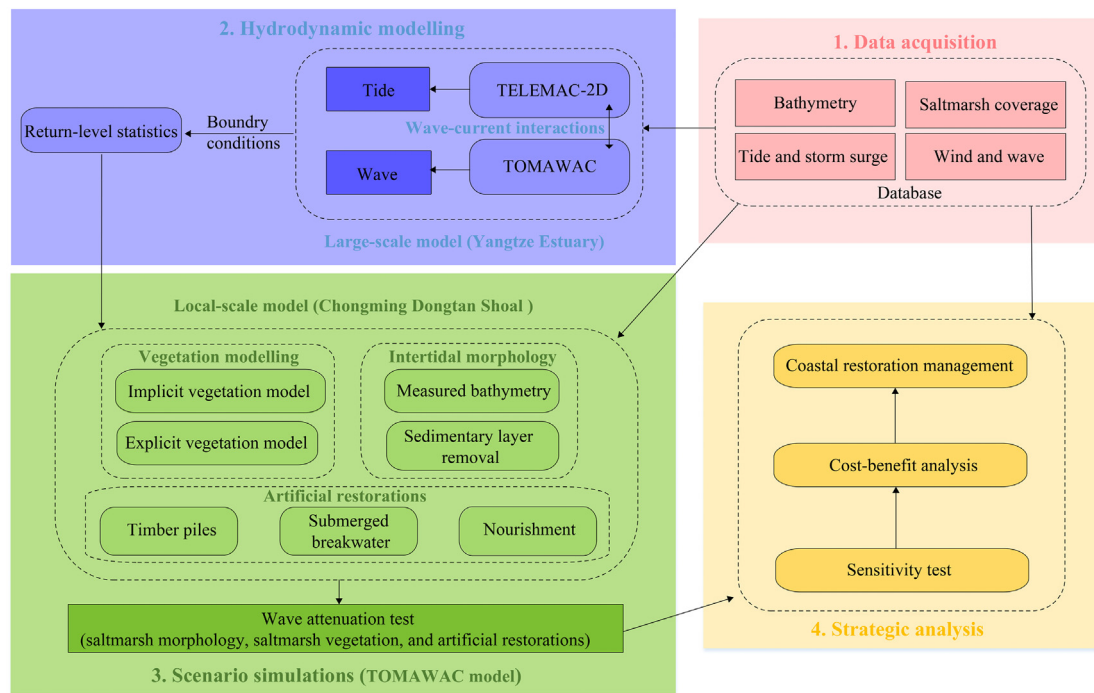 2. Hydrodynamic modelling
Tide
TELEMAC-2D
Return-level statistics
Boundry
conditions
Wave-current interactions
Wave
TOMAWAC
Large-scale model (Yangtze Estuary)
1. Data acquisition
Bathymetry
Saltmarsh coverage
Tide and storm surge
Wind and wave
Database
Local-scale model (Chongming Dongtan Shoal )
Vegetation modelling
Implicit vegetation model
Explicit vegetation model
Intertidal morphology
Measured bathymetry
Sedimentary layer
removal
Artificial restorations
Timber piles
Submerged
breakwater
Nourishment
Wave attenuation test
(saltmarsh morphology, saltmarsh vegetation, and artificial restorations)
3. Scenario simulations (TOMAWAC model)
Coastal restoration management
Cost-benefit analysis
Sensitivity test
4. Strategic analysis